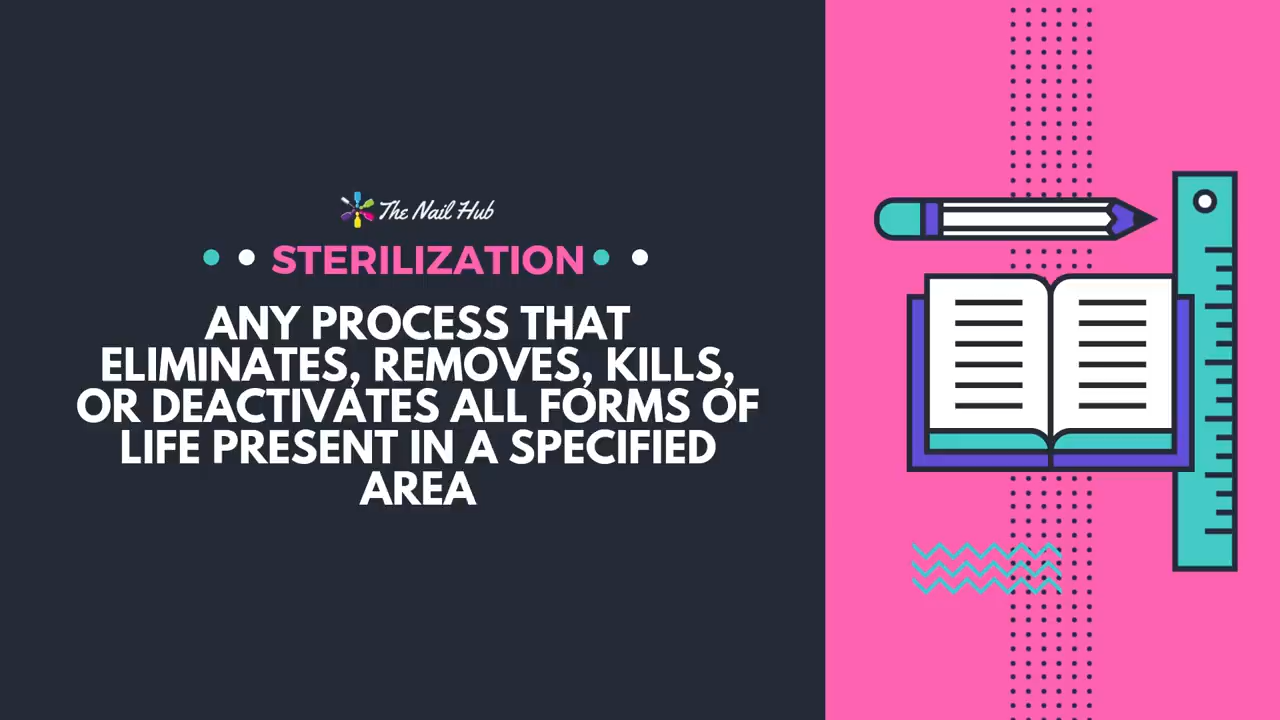 The Nail Hub
STERILIZATION
ANY PROCESS THAT
ELIMINATES, REMOVES, KILLS,
OR DEACTIVATES ALL FORMS OF
LIFE PRESENT IN A SPECIFIED
AREA